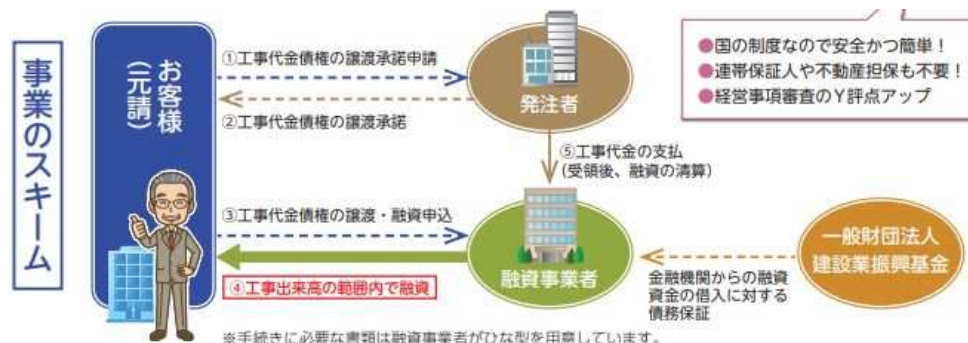 事業のスキーム
お客様
（元請）
①工事代金債権の譲渡承諾申請
②工事代金債権の譲渡承諾
発注者
●国の制度なので安全かつ簡単！
●連帯保証人や不動産担保も不要！
●経営事項審査のＹ評点アップ
⑤工事代金の支払
（受領後、融資の清算）
③工事代金債権の譲渡・融資申込
④工事出来高の範囲内で融資
融資事業者
一般財団法人
建設業振興基金
金融機関からの融資
資金の借入に対する
債務保証
※手続きに必要な書類は融資事業者がひな型を用意しています。